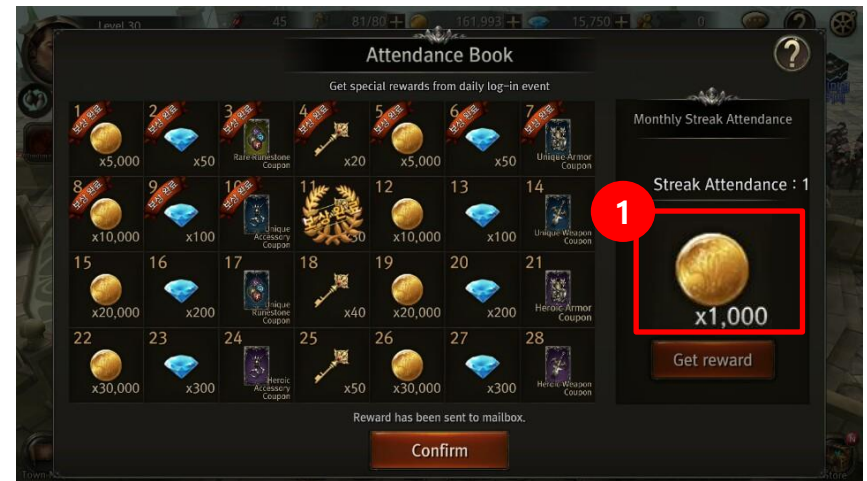 Level 30
45
81/80
161,993
15,750
0
Attendance Book
Get special rewards from daily log-in event
1
보상 완료
x5,000
2
보상 완료
x50
3
보상 완료
Rare Runestone
Coupon
4
보상 완료
x20
5
보상 완료
x5,000
6
보상 완료
x50
7
보상 완료
Unique Armor
Coupon
8
보상 완료
x10,000
9
보상 완료
x100
10
보상 완료
Unique
Accessory
Coupon
11
보상 완료
12
x10,000
13
x100
14
Unique Weapon
Coupon
15
x20,000
16
x200
17
Unique
Runestone
Coupon
18
x40
19
x20,000
20
x200
21
Heroic Armor
Coupon
22
x30,000
23
x300
24
Heroic
Accessory
Coupon
25
x50
26
x30,000
27
x300
28
Heroic Weapon
Coupon
Reward has been sent to mailbox.
Confirm
?
Monthly Streak Attendance
Streak Attendance : 1
1
x1,000
Get reward
Store